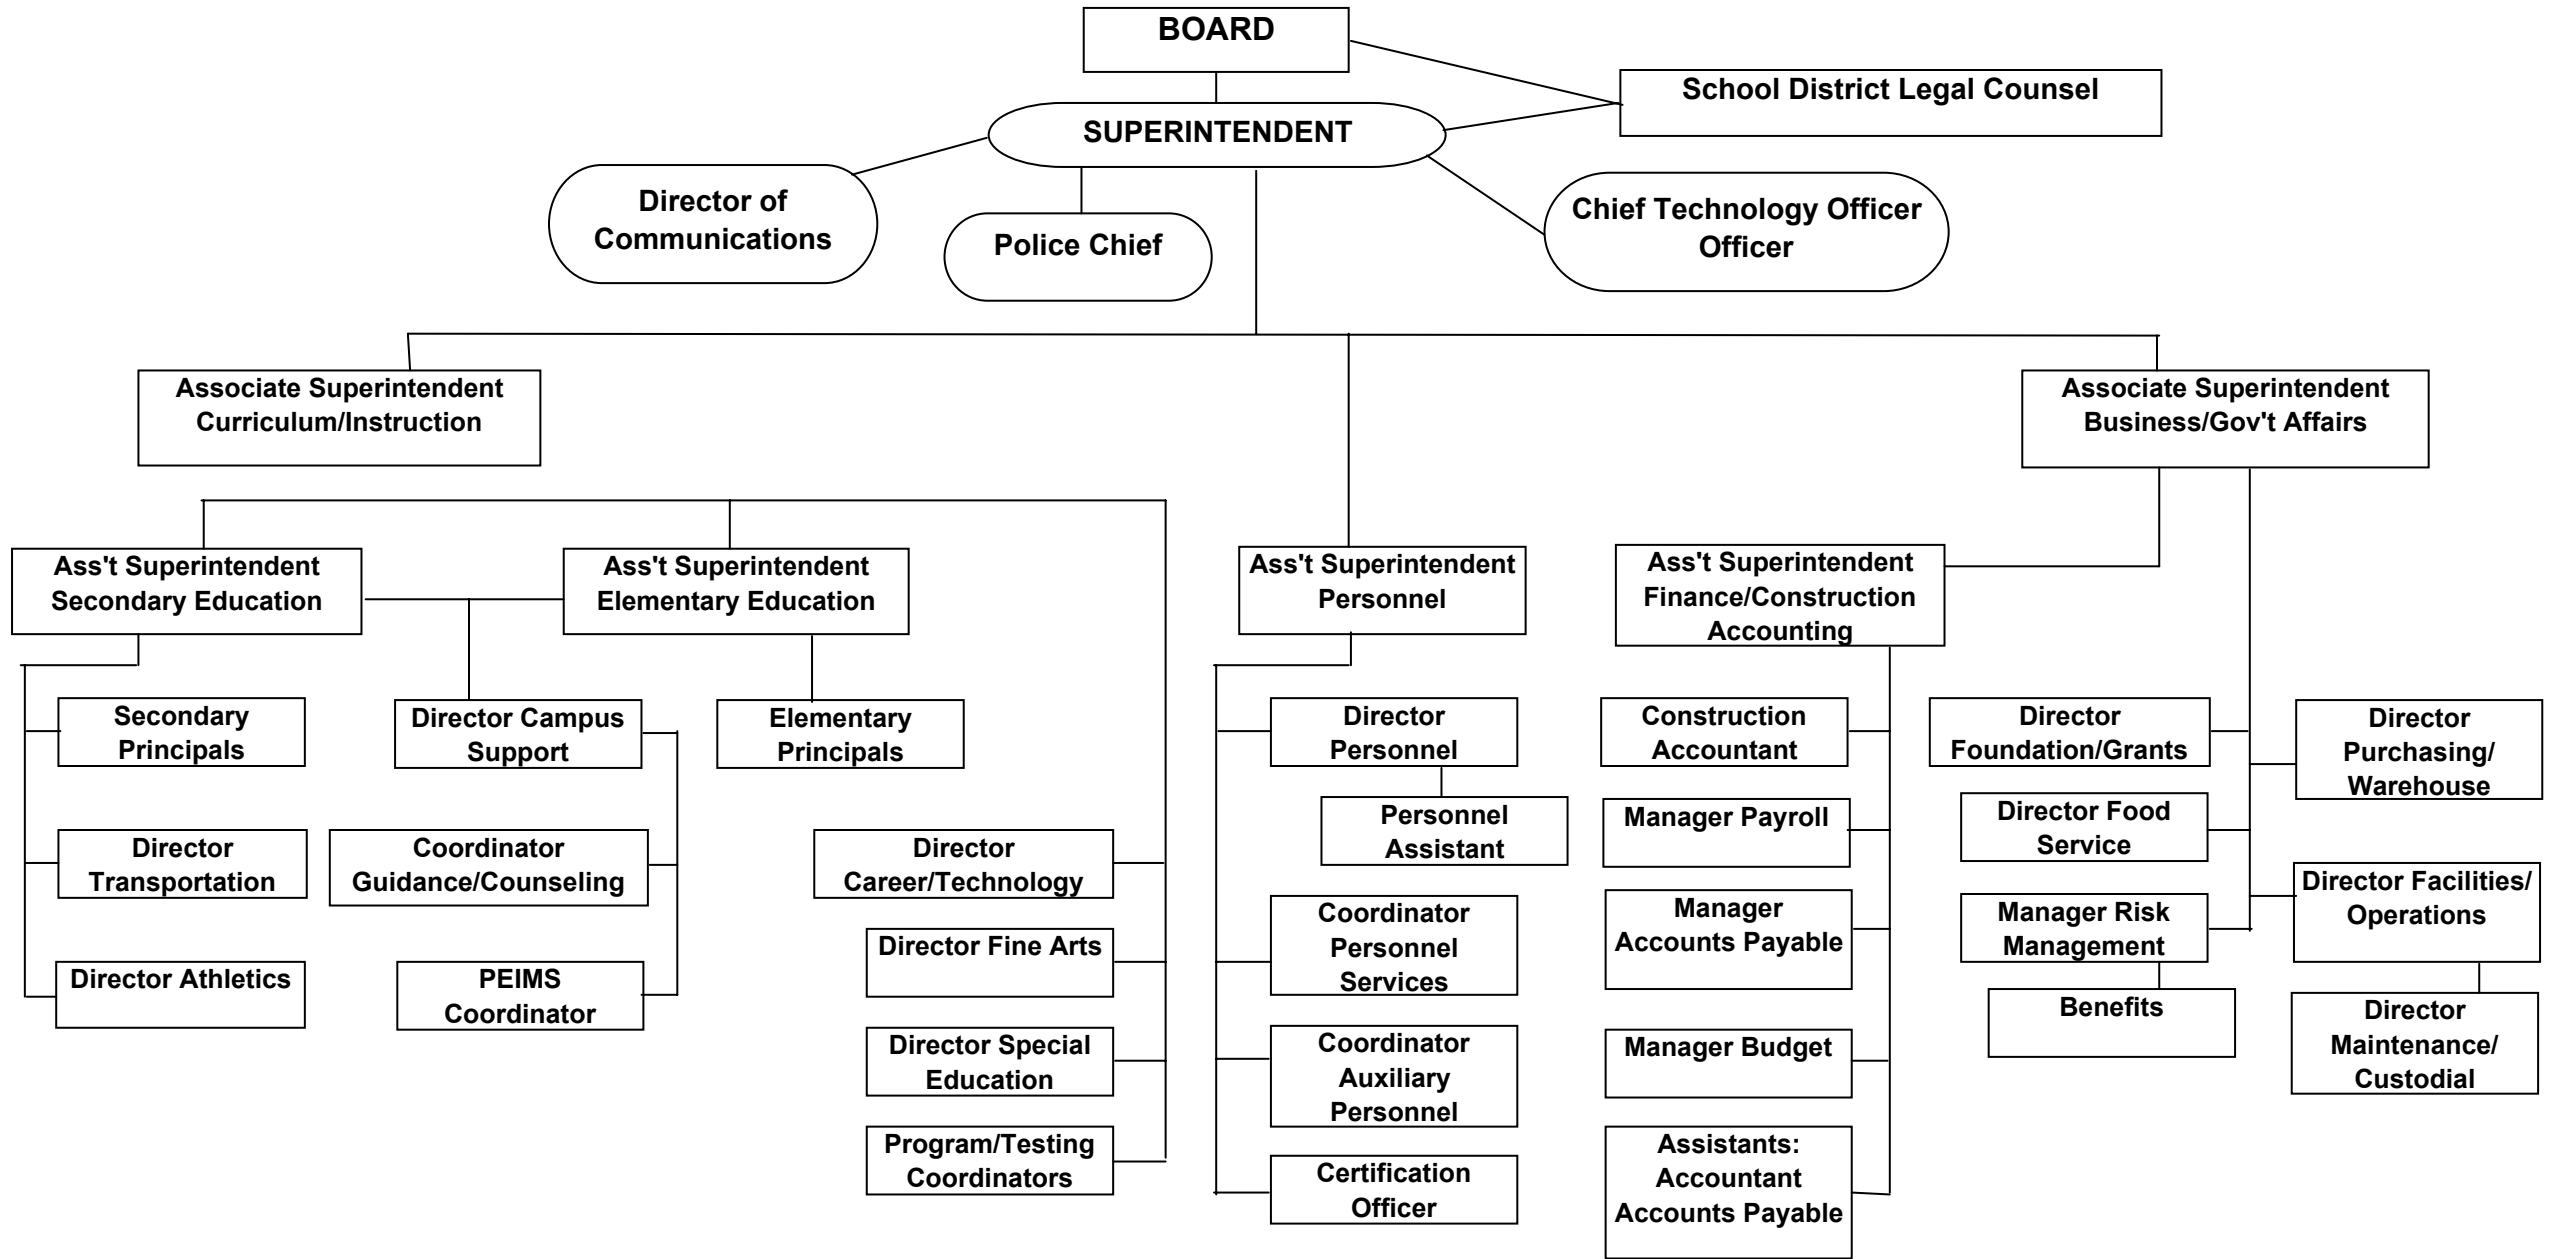 BOARD
School District Legal Counsel
SUPERINTENDENT
Director of
Communications
Police Chief
Chief Technology Officer
Officer
Associate Superintendent
Curriculum/Instruction
Associate Superintendent
Business/Gov't Affairs
Ass't Superintendent
Secondary Education
Ass't Superintendent
Elementary Education
Ass't Superintendent
Personnel
Ass't Superintendent
Finance/Construction
Accounting
Secondary
Principals
Director Campus
Support
Elementary
Principals
Director
Personnel
Construction
Accountant
Director
Foundation/Grants
Director
Purchasing/
Warehouse
Personnel
Assistant
Manager Payroll
Director Food
Service
Director
Transportation
Coordinator
Guidance/Counseling
Director
Career/Technology
Director Facilities/
Operations
Coordinator
Personnel
Services
Manager
Accounts Payable
Manager Risk
Management
Director Fine Arts
Director Athletics
PEIMS
Coordinator
Benefits
Director
Maintenance/
Custodial
Director Special
Education
Coordinator
Auxiliary
Personnel
Manager Budget
Program/Testing
Coordinators
Certification
Officer
Assistants:
Accountant
Accounts Payable